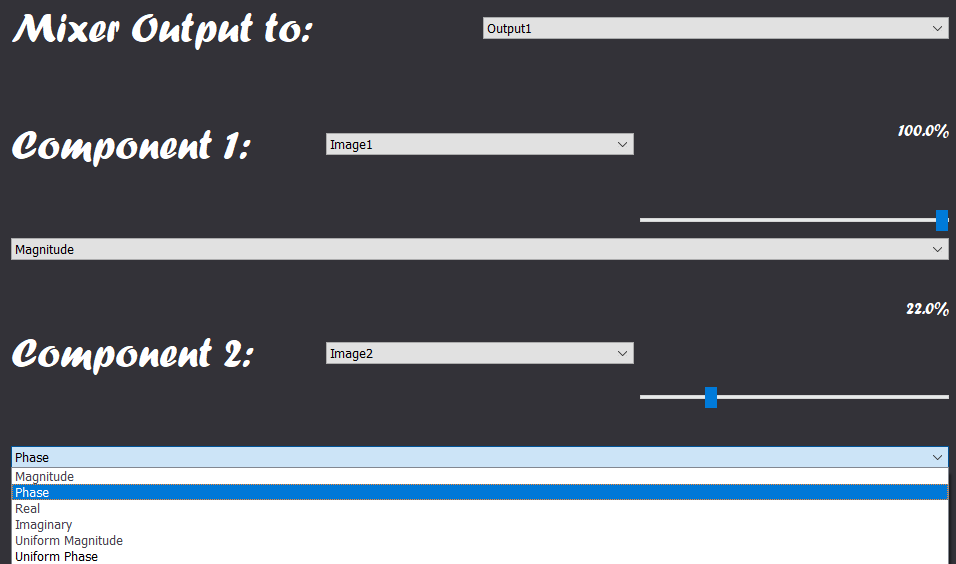 Mixer Output to:
Output1
Component 1:
Image1
100.0%
Magnitude
22.0%
Component 2:
Image2
Phase
Magnitude
Phase
Real
Imaginary
Uniform Magnitude
Uniform Phase